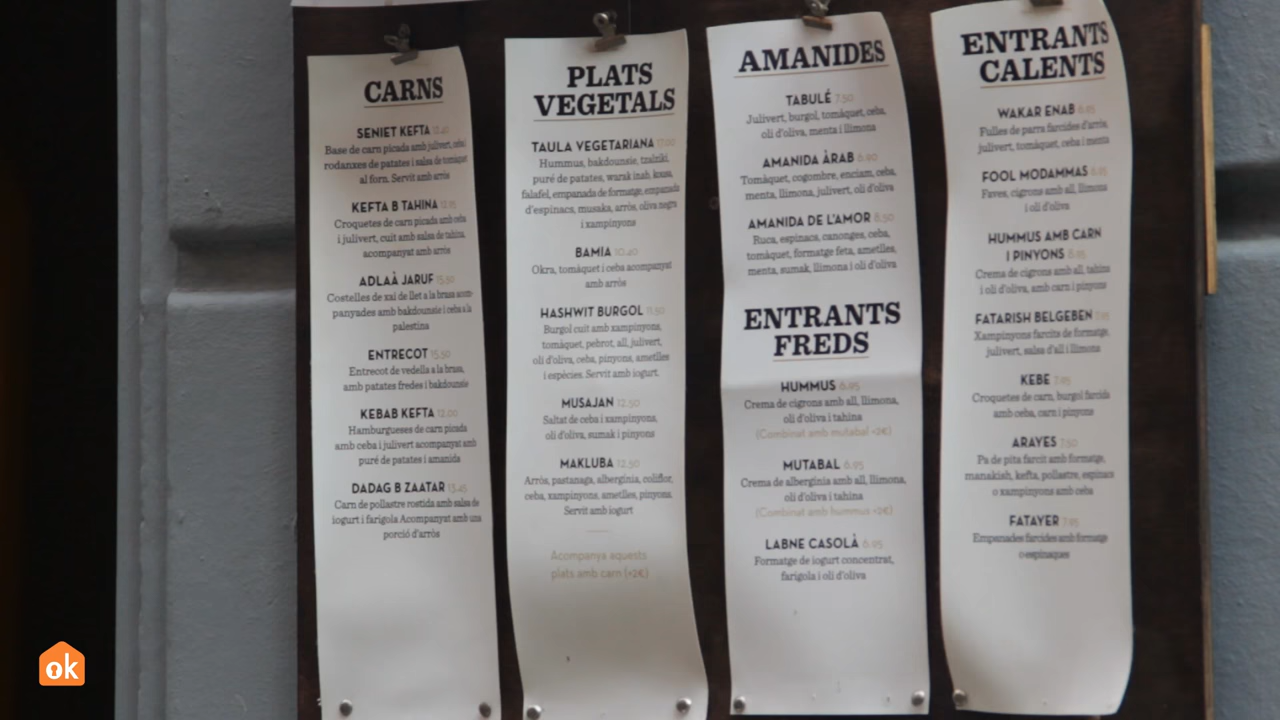 CARNS
SENIET KEFTA
Base de carn picada amb julivert, ceba
rodanxes de patates i salsa de tomàquet
al forn. Servit amb arròs
KEFTA B TAHINA 12.15
Croquetes de carn picada amb ceba
i julivert, cuit amb salsa de tahina,
acompanyat amb arròs
ADLAÀ JARUF 15.50
Costelles de xai de llet a la brasa acom-
panyades amb bakdounsie i ceba a la
palestina
ENTRECOT 15.50
Entrecot de vedella a la brasa,
amb patates fredes i bakdounsie
KEBAB KEFTA 12.00
Hamburgueses de carn picada
amb ceba i julivert acompanyat amb
puré de patates i amanida
DADAG B ZAATAR 13.45
Carn de pollastre rostida amb salsa de
iogurt i farigola Acompanyat amb una
porció d'arròs
PLATS
VEGETALS
TAULA VEGETARIANA 17.00
Hummus, bakdounsie, tzatziki,
puré de patates, warak inab, kousa,
falafel, empanada de formatge, empanada
d'espinacs, musaka, arròs, oliva negra
i xampinyons
BAMIA 10.40
Okra, tomàquet i ceba acompanyat
amb arròs
HASHWIT BURGOL 11.50
Burgol cuit amb xampinyons,
tomàquet, pebrot, all, julivert,
oli d'oliva, ceba, pinyons, ametlles
i espècies. Servit amb iogurt.
MUSAJAN 12.50
Saltat de ceba i xampinyons,
oli d'oliva, sumak i pinyons
MAKLUBA 12.50
Arròs, pastanaga, albergínia, coliflor,
ceba, xampinyons, ametlles, pinyons.
Servit amb iogurt
Acompanya aquests
plats amb carn (+2€)
AMANIDES
TABULÉ 7.50
Julivert, burgol, tomàquet, ceba,
oli d'oliva, menta i llimona
AMANIDA ÀRAB 6.90
Tomàquet, cogombre, enciam, ceba,
menta, llimona, julivert, oli d'oliva
AMANIDA DE L'AMOR 8.50
Ruca, espinacs, canonges, ceba,
tomàquet, formatge feta, ametlles,
menta, sumak, llimona i oli d'oliva
ENTRANTS
FREDS
HUMMUS 6.95
Crema de cigrons amb all, llimona,
oli d'oliva i tahina
(Combinat amb mutabal +2€)
MUTABAL 6.95
Crema de albergínia amb all, llimona,
oli d'oliva i tahina
(Combinat amb hummus +2€)
LABNE CASOLÀ 6.95
Formatge de iogurt concentrat,
farigola i oli d'oliva
ENTRANTS
CALENTS
WAKAR ENAB 6.95
Fulles de parra farcides d'arròs,
julivert, tomàquet, ceba i menta
FOOL MODAMMAS 6.95
Faves, cigrons amb all, llimona
i oli d'oliva
HUMMUS AMB CARN
I PINYONS 8.95
Crema de cigrons amb all, tahina
i oli d'oliva, amb carn i pinyons
FATARISH BELGEBEN 7.95
Xampinyons farcits de formatge,
julivert, salsa d'all i llimona
KEBE 7.95
Croquetes de carn, burgol farcida
amb ceba, carn i pinyons
ARAYES 7.50
Pa de pita farcit amb formatge,
manakish, kefta, pollastre, espinacs
o xampinyons amb ceba
FATAYER 7.95
Empanades farcides amb formatge
o espinaques
ok